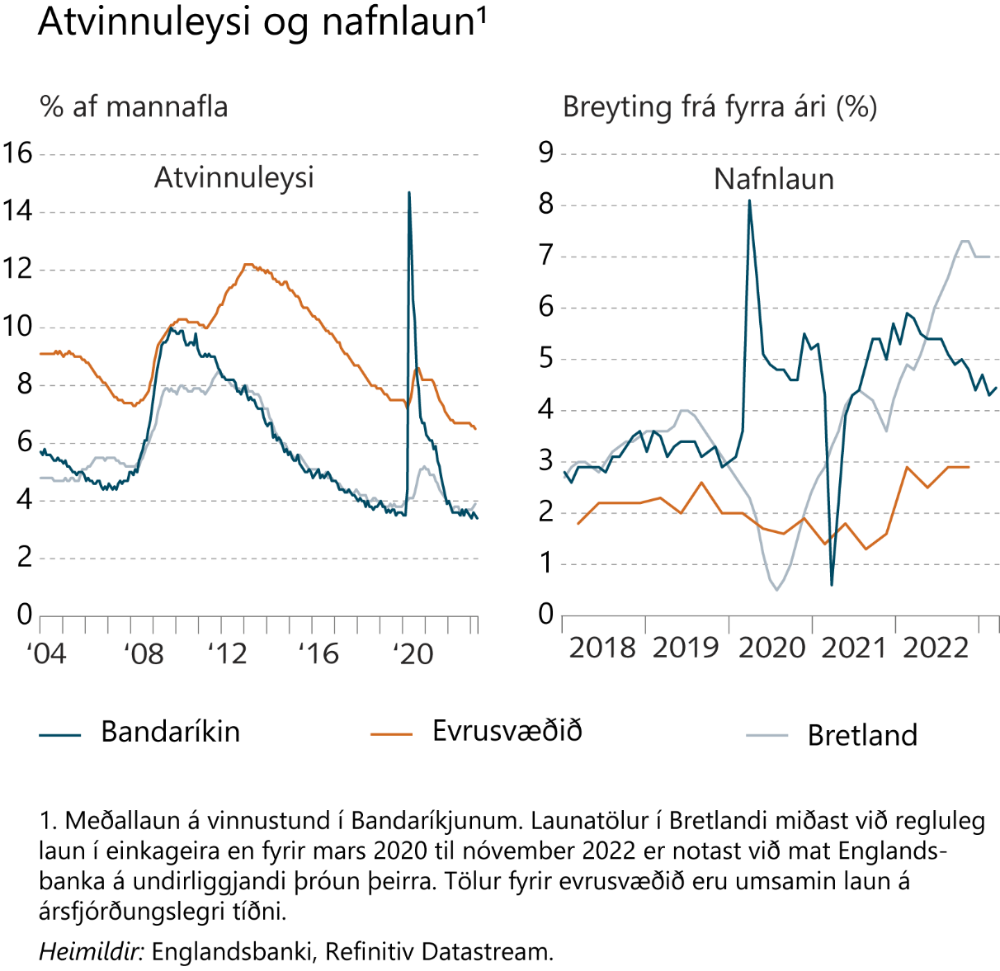 Atvinnuleysi og nafnlaun¹
% af mannafla
16
14
12
10
8
6
4
2
0
Atvinnuleysi
‘04 ‘08 ‘12 ‘16 ‘20
Breyting frá fyrra ári (%)
9
8
7
6
5
4
3
2
1
0
Nafnlaun
2018 2019 2020 2021 2022
Bandaríkin Evrusvæðið Bretland
1. Meðallaun á vinnustund í Bandaríkjunum. Launatölur í Bretlandi miðast við regluleg
laun í einkageira en fyrir mars 2020 til nóvember 2022 er notast við mat Englands-
banka á undirliggjandi þróun þeirra. Tölur fyrir evrusvæðið eru umsamin laun á
ársfjórðungslegri tíðni.
Heimildir: Englandsbanki, Refinitiv Datastream.